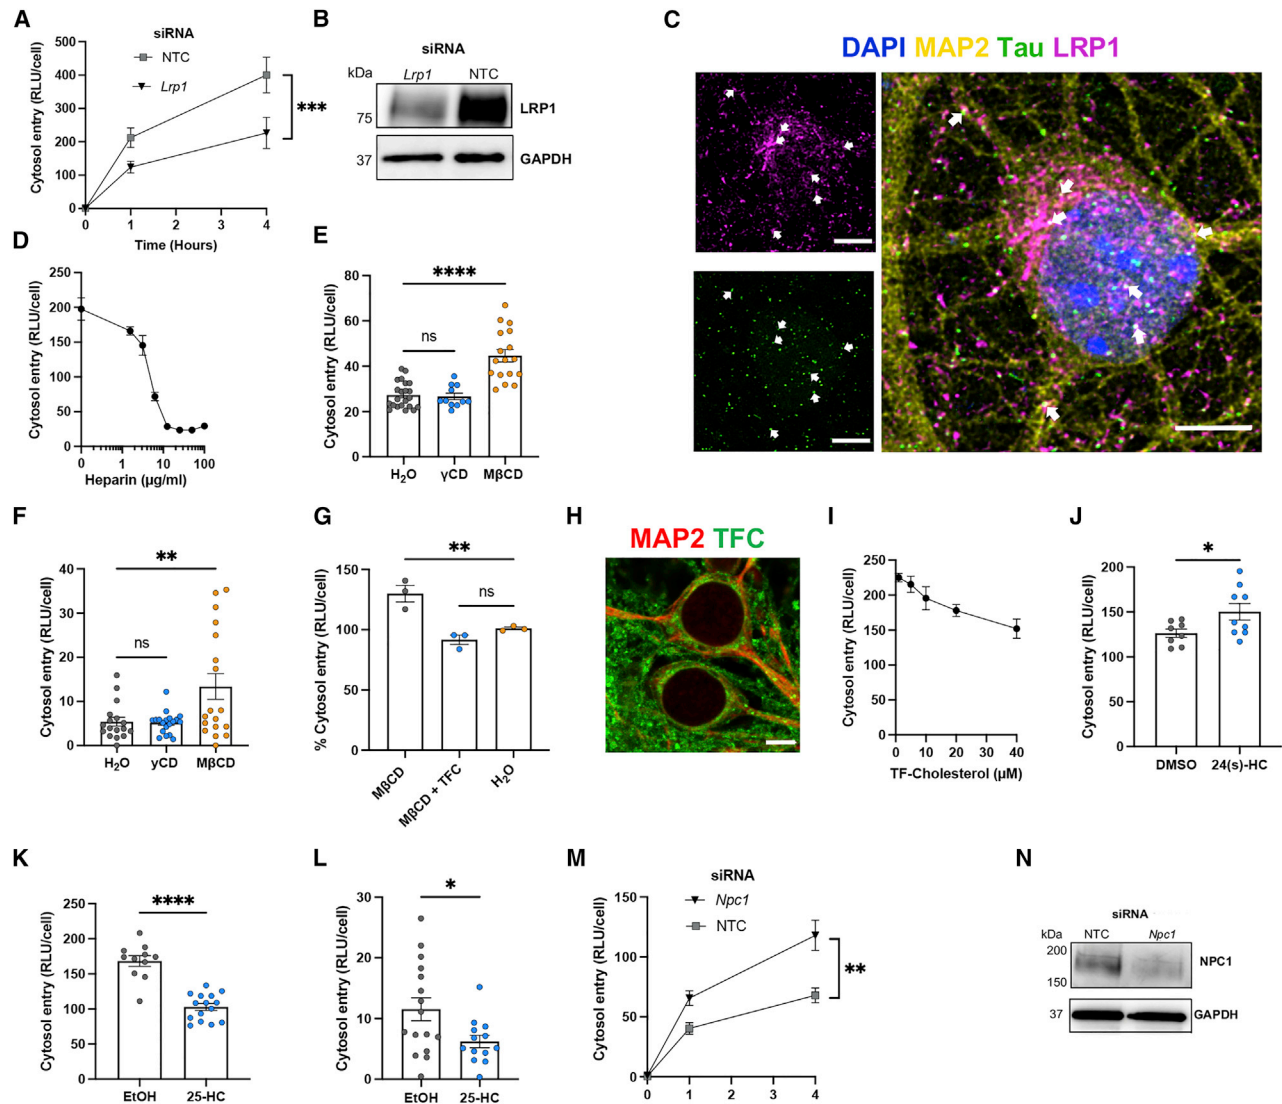 A
siRNA
NTC
Lrp1
Cytosol entry (RLU/cell)
500
400
300
200
100
0
0 1 2 3 4
Time (Hours)
***
B
siRNA
kDa
Lrp1 NTC
75
LRP1
37
GAPDH
C
DAPI MAP2 Tau LRP1
D
Cytosol entry (RLU/cell)
250
200
150
100
50
0
0 1 10 100
Heparin (µg/ml)
E
Cytosol entry (RLU/cell)
80
60
40
20
0
****
ns
H2O γCD MβCD
F
Cytosol entry (RLU/cell)
40
30
20
10
0
**
ns
H2O yCD MβCD
G
% Cytosol entry (RLU/cell)
150
100
50
0
**
ns
MβCD
MβCD + TFC
H2O
H
MAP2 TFC
I
Cytosol entry (RLU/cell)
250
200
150
100
50
0
0 10 20 30 40
TF-Cholesterol (µM)
J
Cytosol entry (RLU/cell)
200
150
100
50
0
*
DMSO 24(s)-HC
K
Cytosol entry (RLU/cell)
250
200
150
100
50
0
****
EtOH 25-HC
L
Cytosol entry (RLU/cell)
30
20
10
0
*
EtOH 25-HC
M
siRNA
Npc1
NTC
Cytosol entry (RLU/cell)
150
100
50
0
0 1 2 3 4
**
N
siRNA
kDa
NTC Npc1
200
150
NPC1
37
GAPDH